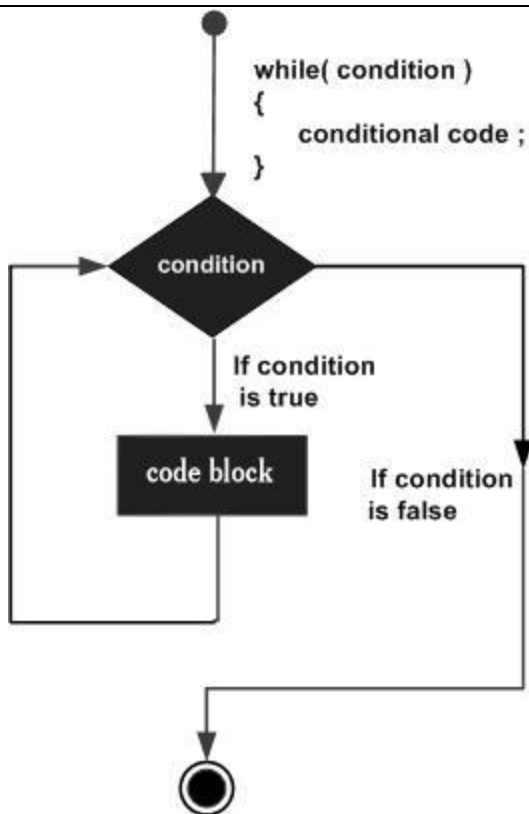 while( condition )
{
conditional code ;
}
condition
If condition
is true
code block
If condition
is false